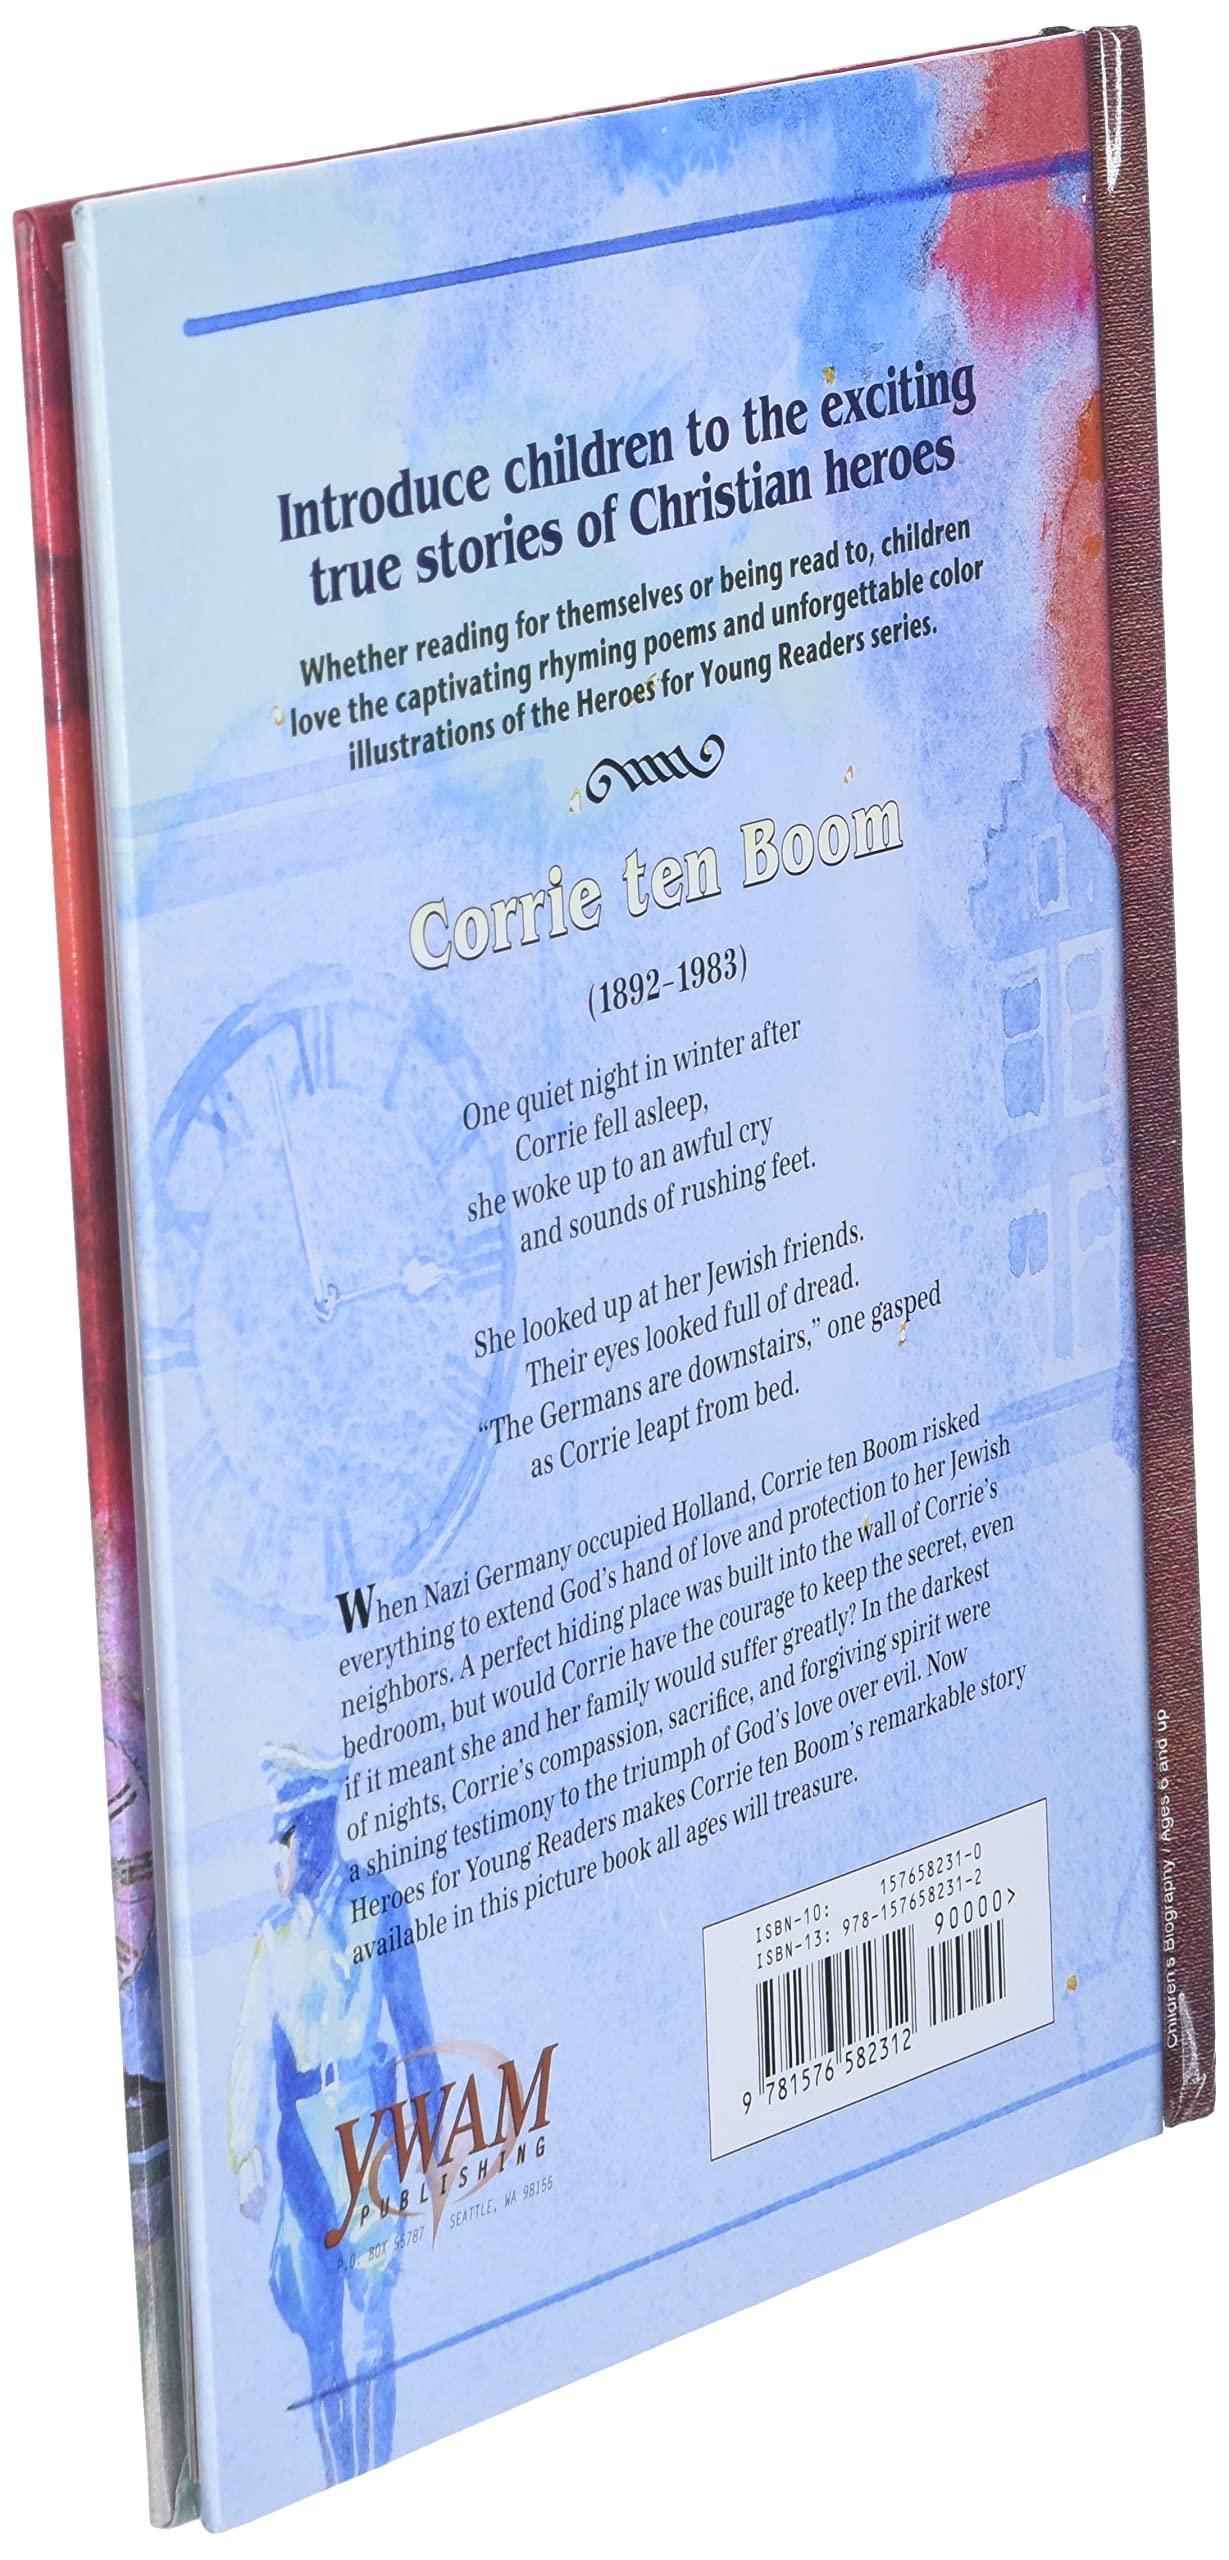 Introduce children to the exciting
true stories of Christian heroes
Whether reading for themselves or being read to, children
love the captivating rhyming poems and unforgettable color
illustrations of the Heroes for Young Readers series.
Corrie ten Boom
(1892–1983)
One quiet night in winter after
Corrie fell asleep,
she woke up to an awful cry
and sounds of rushing feet.
She looked up at her Jewish friends.
Their eyes looked full of dread.
“The Germans are downstairs,” one gasped
as Corrie leapt from bed.
When Nazi Germany occupied Holland, Corrie ten Boom risked
everything to extend God’s hand of love and protection to her Jewish
neighbors. A perfect hiding place was built into the wall of Corrie’s
bedroom, but would Corrie have the courage to keep the secret, even
if it meant she and her family would suffer greatly? In the darkest
of nights, Corrie’s compassion, sacrifice, and forgiving spirit were
a shining testimony to the triumph of God’s love over evil. Now
Heroes for Young Readers makes Corrie ten Boom’s remarkable story
available in this picture book all ages will treasure.
ISBN-10: 157658231-0
ISBN-13: 978-157658231-2
90000>
9 781576 582312
YWAM
PUBLISHING
P.O. BOX 55787 SEATTLE, WA 98155
Children's Biography / Ages 6 and up